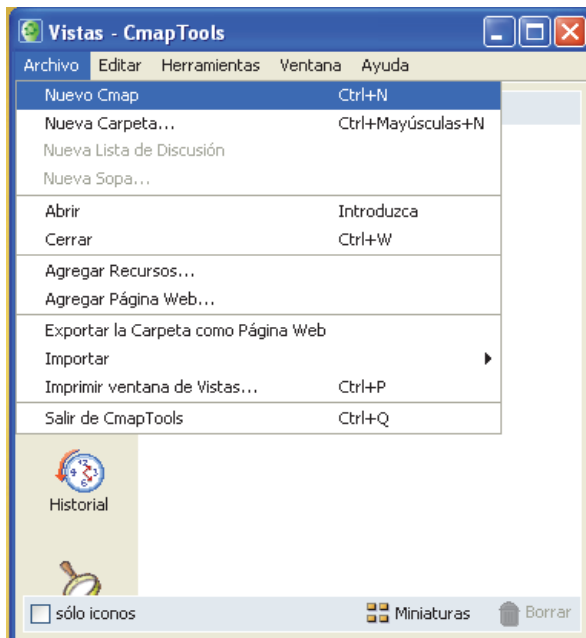 Vistas - CmapTools
Archivo Editar Herramientas Ventana Ayuda
Nuevo Cmap Ctrl+N
Nueva Carpeta... Ctrl+Mayúsculas+N
Nueva Lista de Discusión
Nueva Sopa...
Abrir Introduzca
Cerrar Ctrl+W
Agregar Recursos...
Agregar Página Web...
Exportar la Carpeta como Página Web
Importar
Imprimir ventana de Vistas... Ctrl+P
Salir de CmapTools Ctrl+Q
Historial
sólo iconos Miniaturas Borrar